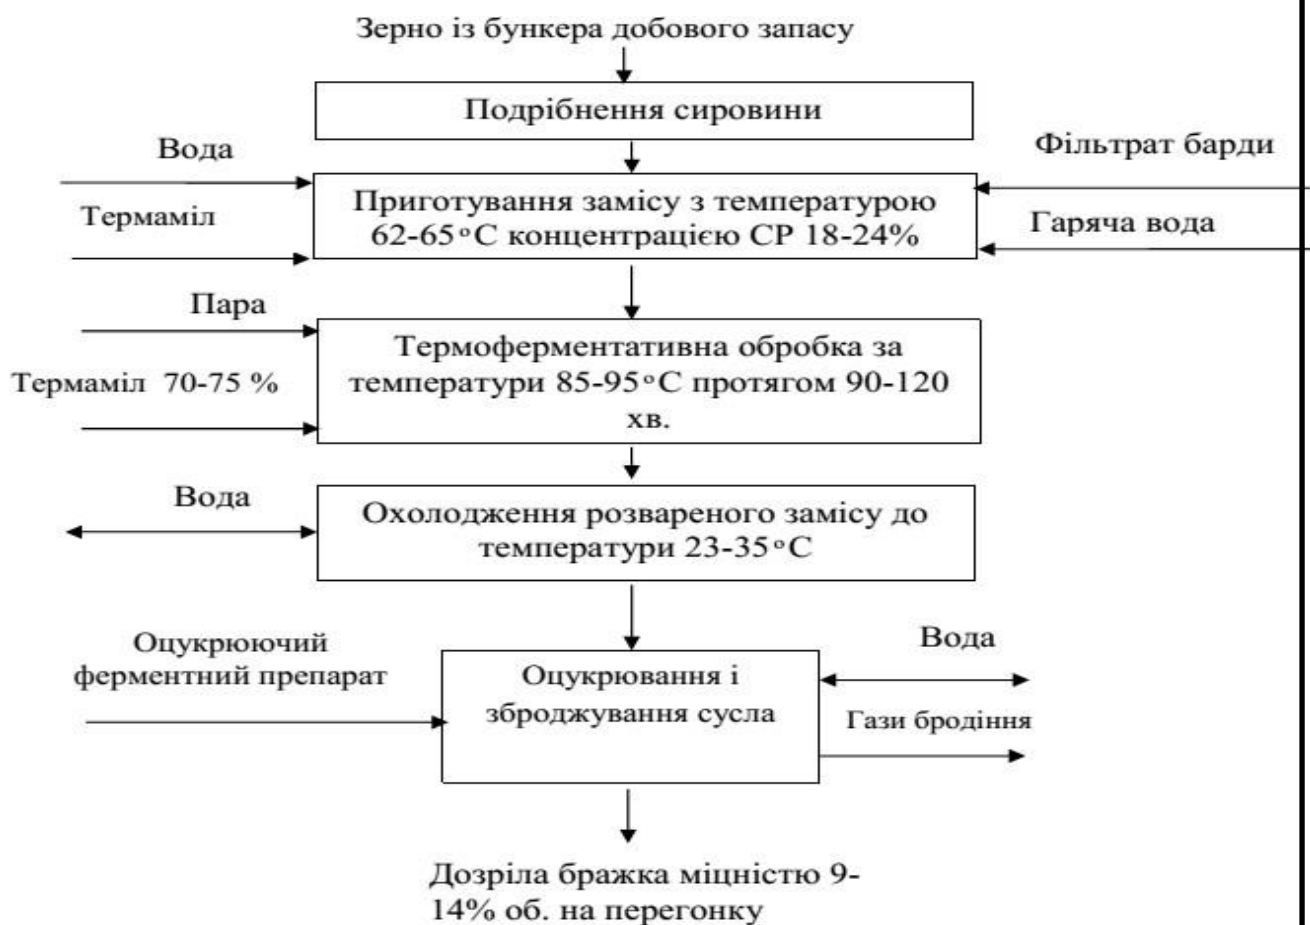 Зерно із бункера добового запасу
Подрібнення сировини
Вода
Фільтрат барди
Термаміл
Приготування замісу з температурою
62-65°С концентрацією СР 18-24%
Гаряча вода
Пара
Термаміл 70-75 %
Термоферментативна обробка за
температури 85-95°С протягом 90-120
хв.
Вода
Охолодження розвареного замісу до
температури 23-35°С
Оцукрюючий
ферментний препарат
Оцукрювання і
зброджування сусла
Вода
Гази бродіння
Дозріла бражка міцністю 9-
14% об. на перегонку